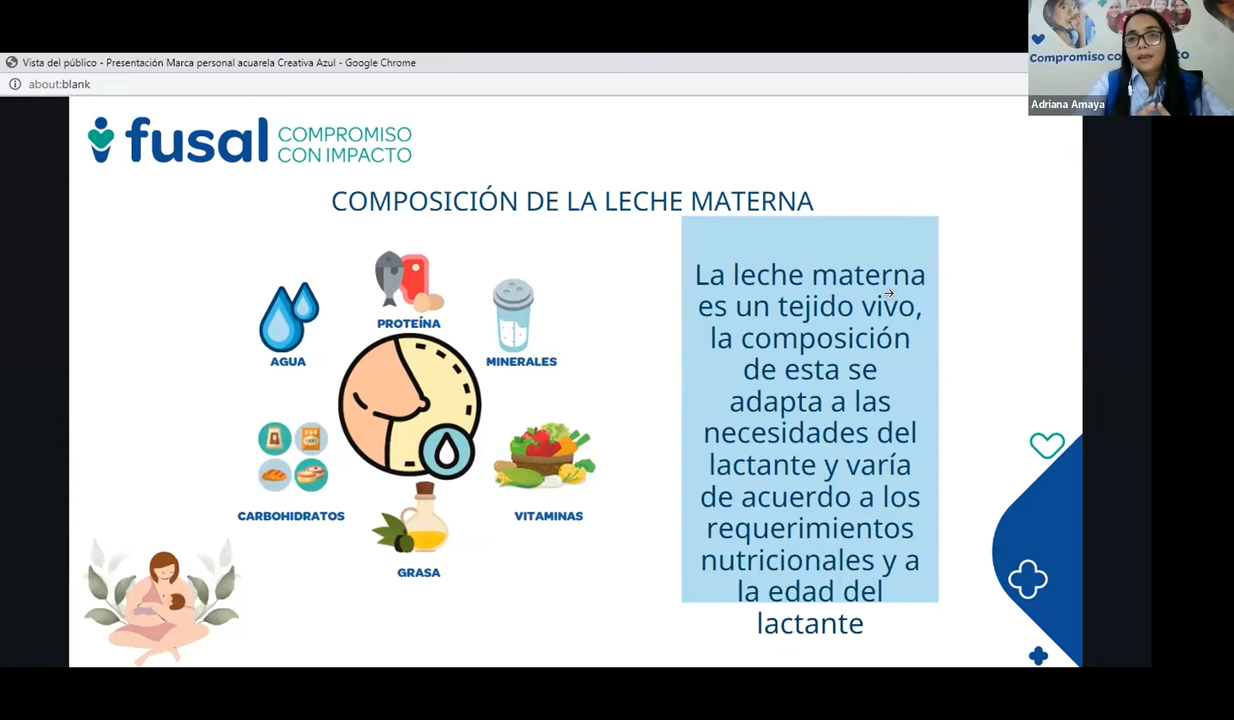 Vista del público - Presentación Marca personal acuarela Creativa Azul - Google Chrome
about:blank
Adriana Amaya
fusal COMPROMISO
CON IMPACTO
COMPOSICIÓN DE LA LECHE MATERNA
PROTEÍNA
AGUA
MINERALES
CARBOHIDRATOS
VITAMINAS
GRASA
La leche materna
es un tejido vivo,
la composición
de esta se
adapta a las
necesidades del
lactante y varía
de acuerdo a los
requerimientos
nutricionales y a
la edad del
lactante